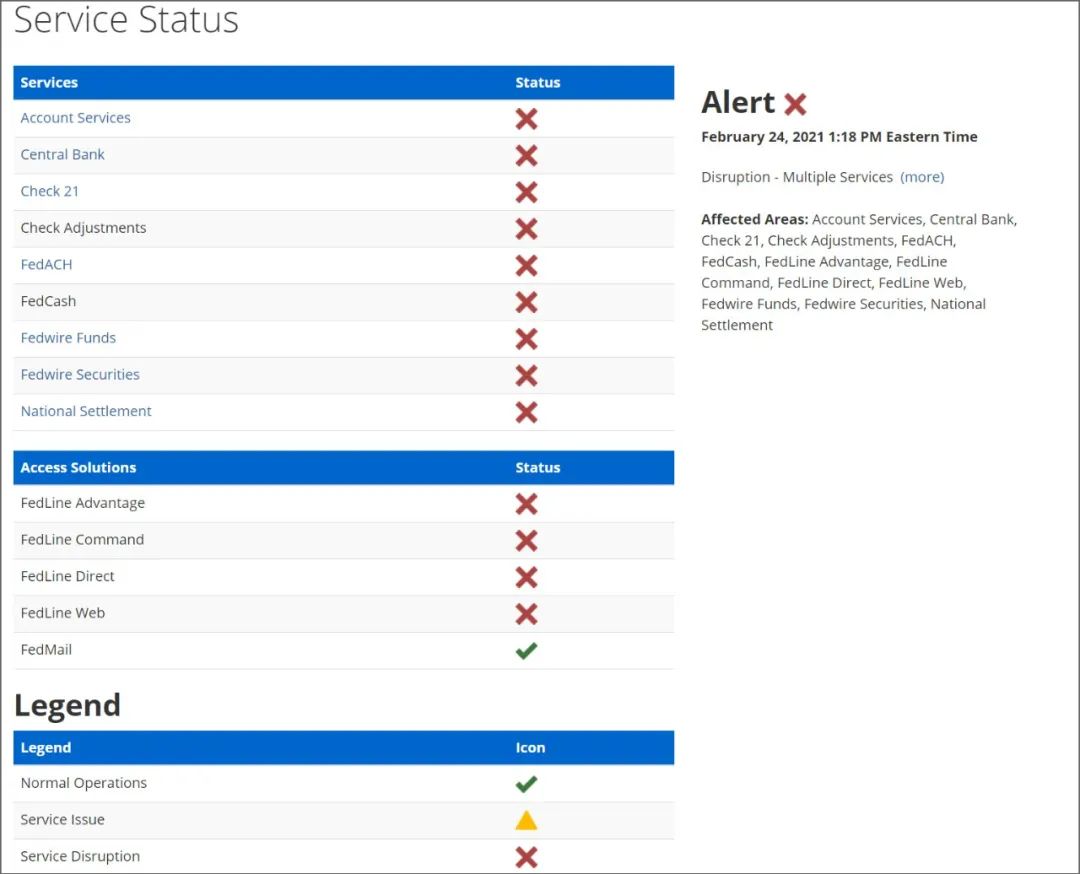 Service Status
Services Status
Account Services
Central Bank
Check 21
Check Adjustments
FedACH
FedCash
Fedwire Funds
Fedwire Securities
National Settlement
Access Solutions Status
FedLine Advantage
FedLine Command
FedLine Direct
FedLine Web
FedMail
Legend
Legend Icon
Normal Operations
Service Issue
Service Disruption
Alert
February 24, 2021 1:18 PM Eastern Time
Disruption - Multiple Services (more)
Affected Areas: Account Services, Central Bank,
Check 21, Check Adjustments, FedACH,
FedCash, FedLine Advantage, FedLine
Command, FedLine Direct, FedLine Web,
Fedwire Funds, Fedwire Securities, National
Settlement